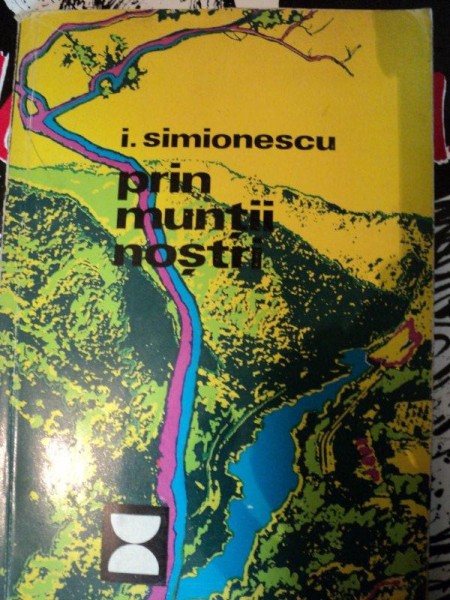 i. simionescu
prin
munții
noștri